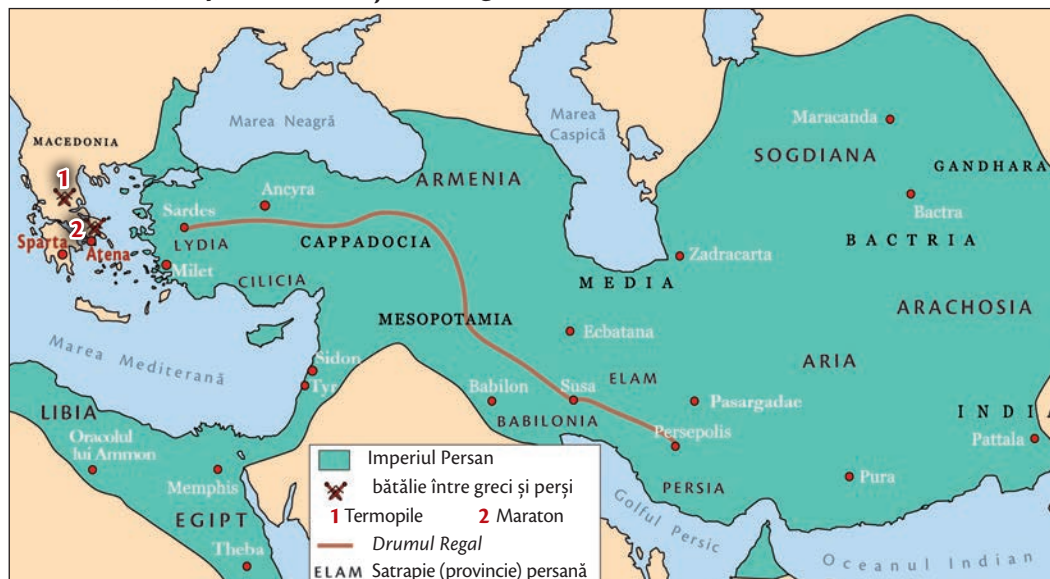 Marea Neagră
Marea
Caspică
MACEDONIA
1
2
Sparta
Atena
Sardes
LYDIA
Milet
Ancyra
CILICIA
CAPPADOCIA
ARMENIA
MESOPOTAMIA
MEDIA
Ecbatana
Zadracarta
Maracanda
SOGDIANA
GANDHARA
Bactra
BACTRIA
ARACHOSIA
ARIA
Marea Mediterană
Sidon
Tyr
Babilon
BABILONIA
Susa
ELAM
Pasargadae
Persepolis
PERSIA
Pura
INDIA
Pattala
LIBIA
Oracolul
lui Ammon
Memphis
EGIPT
Theba
Golful Persic
Oceanul Indian
Imperiul Persan
bătălie între greci și perși
1 Termopile 2 Maraton
Drumul Regal
ELAM Satrapie (provincie) persană